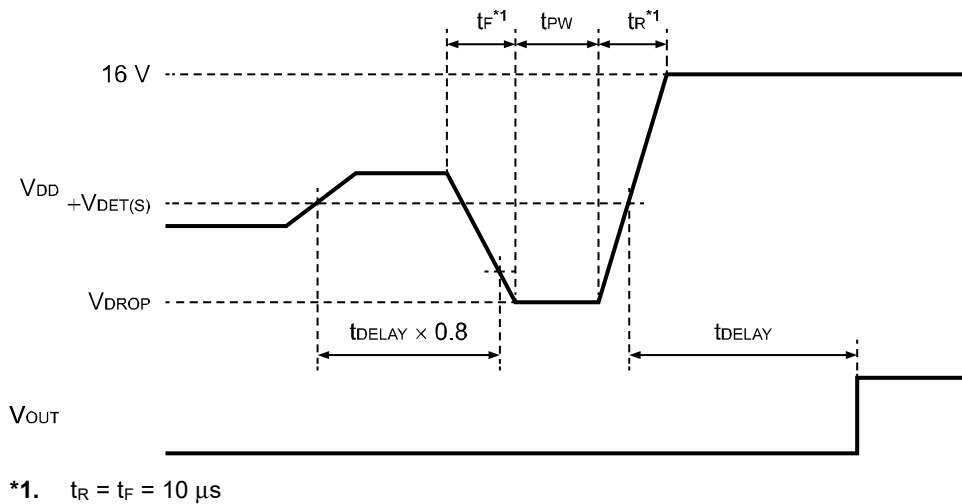 tF*1 tPW tR*1
16 V
VDD +VDET(S)
VDROP
tDELAY × 0.8 tDELAY
VOUT
*1. tR = tF = 10 μs